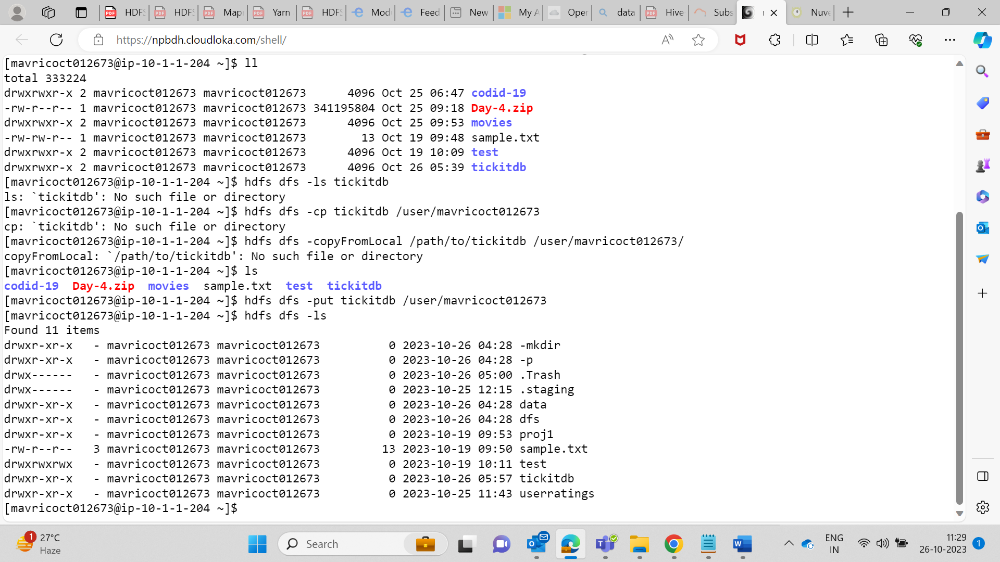 HDFS
HDFS
Map
Yarn
HDFS
Mod
Feed
New
My A
Oper
data
Hive
Subs
Nuve
https://npbdh.cloudloka.com/shell/
[mavricoct012673@ip-10-1-1-204 ~]$ ll
total 333224
drwxrwxr-x 2 mavricoct012673 mavricoct012673      4096 Oct 25 06:47 codid-19
-rw-r--r-- 1 mavricoct012673 mavricoct012673 341195804 Oct 25 09:18 Day-4.zip
drwxrwxr-x 2 mavricoct012673 mavricoct012673      4096 Oct 25 09:53 movies
-rw-rw-r-- 1 mavricoct012673 mavricoct012673        13 Oct 19 09:48 sample.txt
drwxrwxr-x 2 mavricoct012673 mavricoct012673      4096 Oct 19 10:09 test
drwxrwxr-x 2 mavricoct012673 mavricoct012673      4096 Oct 26 05:39 tickitdb
[mavricoct012673@ip-10-1-1-204 ~]$ hdfs dfs -ls tickitdb
ls: `tickitdb': No such file or directory
[mavricoct012673@ip-10-1-1-204 ~]$ hdfs dfs -cp tickitdb /user/mavricoct012673
cp: `tickitdb': No such file or directory
[mavricoct012673@ip-10-1-1-204 ~]$ hdfs dfs -copyFromLocal /path/to/tickitdb /user/mavricoct012673/
copyFromLocal: `/path/to/tickitdb': No such file or directory
[mavricoct012673@ip-10-1-1-204 ~]$ ls
codid-19  Day-4.zip  movies  sample.txt  test  tickitdb
[mavricoct012673@ip-10-1-1-204 ~]$ hdfs dfs -put tickitdb /user/mavricoct012673
[mavricoct012673@ip-10-1-1-204 ~]$ hdfs dfs -ls
Found 11 items
drwxr-xr-x   - mavricoct012673 mavricoct012673          0 2023-10-26 04:28 -mkdir
drwxr-xr-x   - mavricoct012673 mavricoct012673          0 2023-10-26 04:28 -p
drwx------   - mavricoct012673 mavricoct012673          0 2023-10-26 05:00 .Trash
drwx------   - mavricoct012673 mavricoct012673          0 2023-10-25 12:15 .staging
drwxr-xr-x   - mavricoct012673 mavricoct012673          0 2023-10-26 04:28 data
drwxr-xr-x   - mavricoct012673 mavricoct012673          0 2023-10-26 04:28 dfs
drwxr-xr-x   - mavricoct012673 mavricoct012673          0 2023-10-19 09:53 proj1
-rw-r--r--   3 mavricoct012673 mavricoct012673         13 2023-10-19 09:50 sample.txt
drwxrwxrwx   - mavricoct012673 mavricoct012673          0 2023-10-19 10:11 test
drwxr-xr-x   - mavricoct012673 mavricoct012673          0 2023-10-26 05:57 tickitdb
drwxr-xr-x   - mavricoct012673 mavricoct012673          0 2023-10-25 11:43 userratings
[mavricoct012673@ip-10-1-1-204 ~]$
1
27°C
Haze
Search
ENG
IN
11:29
26-10-2023
1